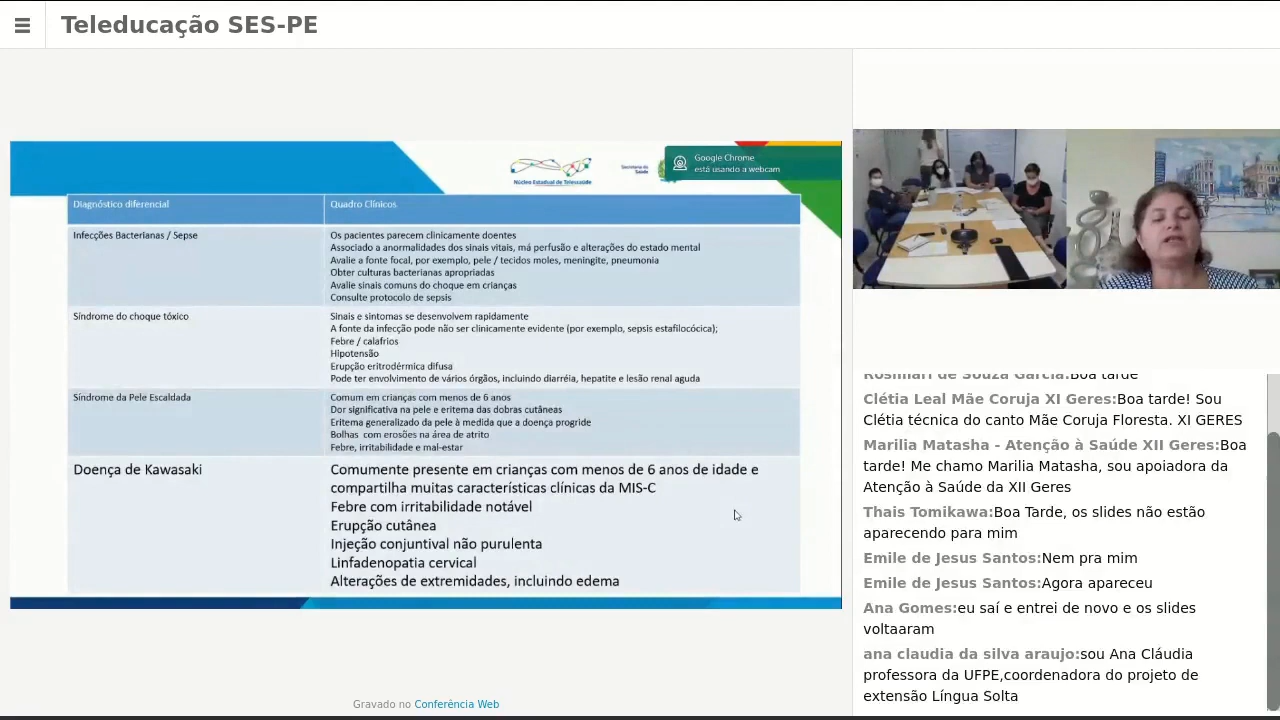 Teleducação SES-PE
Núcleo Estadual de Telessaúde
Secretaria de
Saúde
Google Chrome
está usando a webcam
Diagnóstico diferencial
Quadro Clínicos
Infecções Bacterianas / Sepse
Os pacientes parecem clinicamente doentes
Associado a anormalidades dos sinais vitais, má perfusão e alterações do estado mental
Avalie a fonte focal, por exemplo, pele / tecidos moles, meningite, pneumonia
Obter culturas bacterianas apropriadas
Avalie sinais comuns do choque em crianças
Consulte protocolo de sepsis
Síndrome do choque tóxico
Sinais e sintomas se desenvolvem rapidamente
A fonte da infecção pode não ser clinicamente evidente (por exemplo, sepsis estafilocócica);
Febre / calafrios
Hipotensão
Erupção eritrodérmica difusa
Pode ter envolvimento de vários órgãos, incluindo diarréia, hepatite e lesão renal aguda
Síndrome da Pele Escaldada
Comum em crianças com menos de 6 anos
Dor significativa na pele e eritema das dobras cutâneas
Eritema generalizado da pele à medida que a doença progride
Bolhas com erosões na área de atrito
Febre, irritabilidade e mal-estar
Doença de Kawasaki
Comumente presente em crianças com menos de 6 anos de idade e
compartilha muitas características clínicas da MIS-C
Febre com irritabilidade notável
Erupção cutânea
Injeção conjuntival não purulenta
Linfadenopatia cervical
Alterações de extremidades, incluindo edema
Gravado no Conferência Web
Rosimari de Souza Garcia:Boa tarde
Clétia Leal Mãe Coruja XI Geres:Boa tarde! Sou
Clétia técnica do canto Mãe Coruja Floresta. XI GERES
Marilia Matasha - Atenção à Saúde XII Geres:Boa
tarde! Me chamo Marilia Matasha, sou apoiadora da
Atenção à Saúde da XII Geres
Thais Tomikawa:Boa Tarde, os slides não estão
aparecendo para mim
Emile de Jesus Santos:Nem pra mim
Emile de Jesus Santos:Agora apareceu
Ana Gomes:eu saí e entrei de novo e os slides
voltaaram
ana claudia da silva araujo:sou Ana Cláudia
professora da UFPE,coordenadora do projeto de
extensão Língua Solta